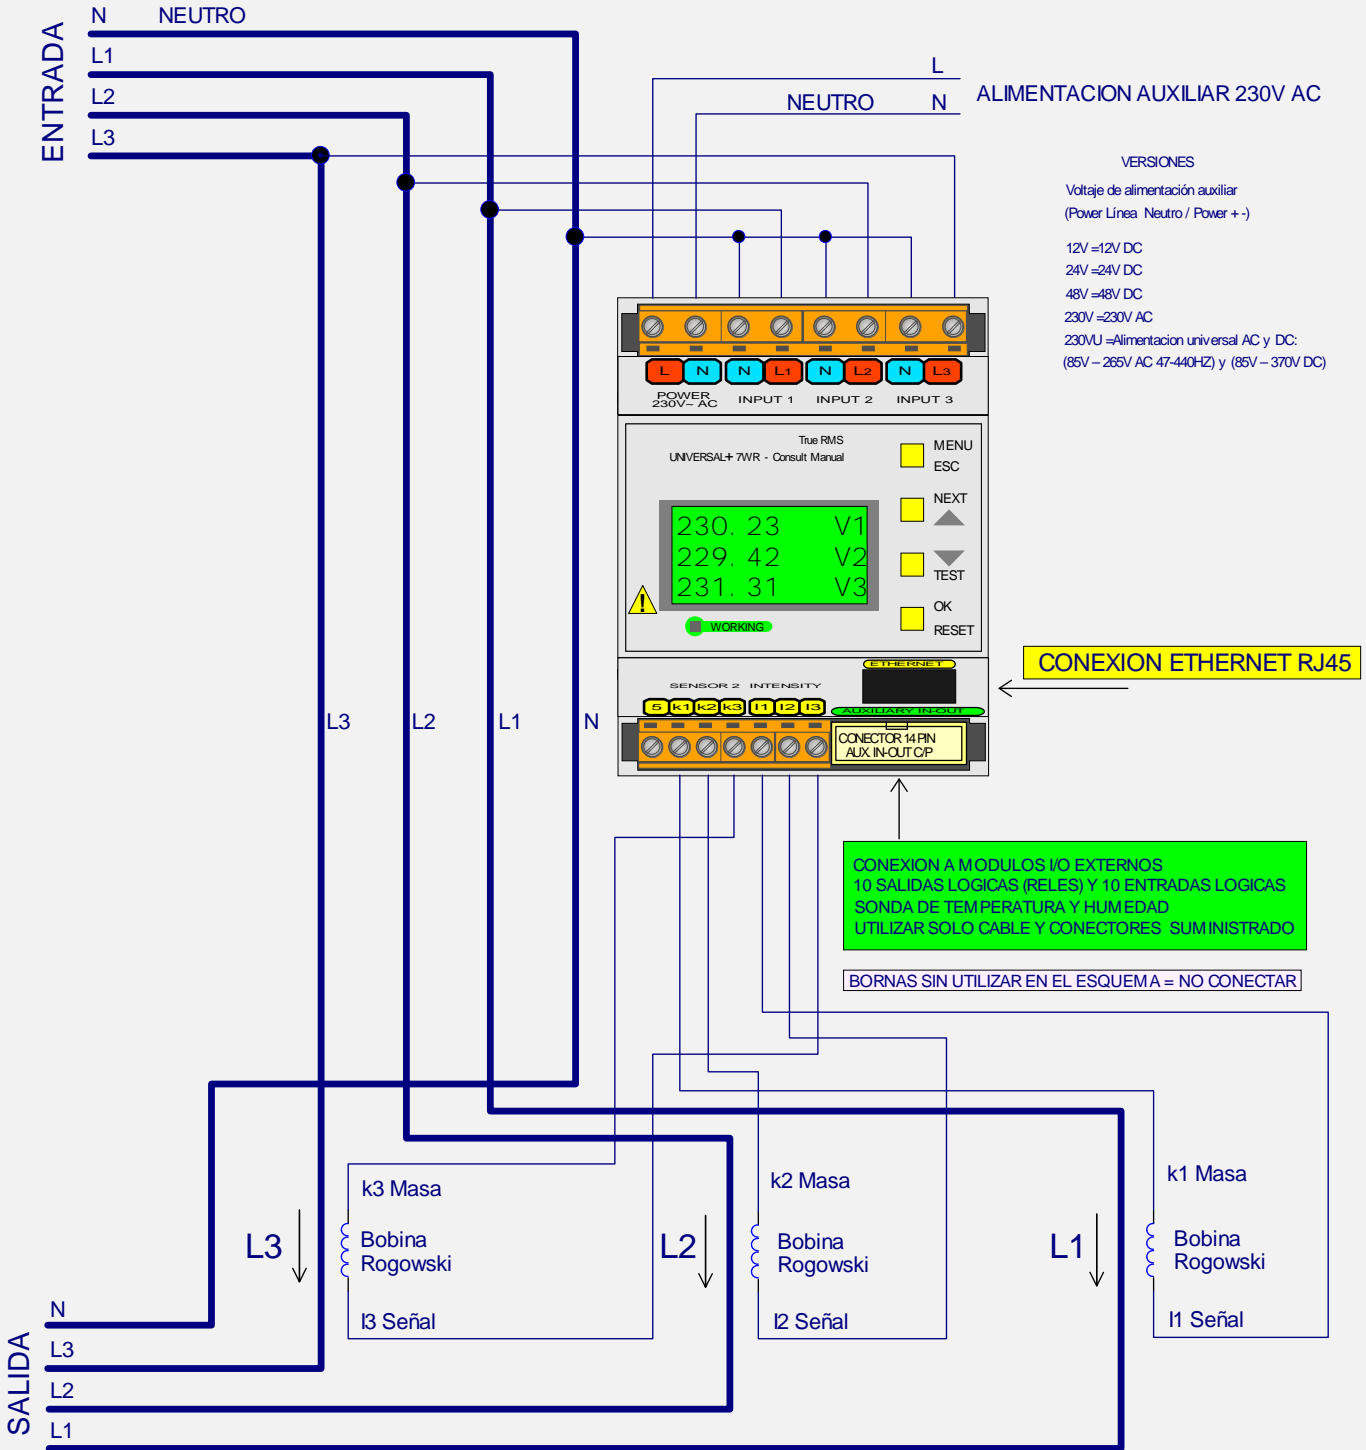 ENTRADA
N NEUTRO
L1
L2
L3
L
NEUTRO N
ALIMENTACION AUXILIAR 230V AC
VERSIONES
Voltaje de alimentación auxiliar
(Power Línea Neutro / Power + -)
12V =12V DC
24V =24V DC
48V =48V DC
230V =230V AC
230VU =Alimentacion universal AC y DC:
(85V – 265V AC 47-440HZ) y (85V – 370V DC)
L N N L1 N L2 N L3
POWER
230V~ AC
INPUT 1 INPUT 2 INPUT 3
True RMS
UNIVERSAL+ 7WR - Consult Manual
MENU
ESC
NEXT
TEST
OK
RESET
230.23 V1
229.42 V2
231.31 V3
!
WORKING
ETHERNET
CONEXION ETHERNET RJ45
SENSOR 2 INTENSITY
5 k1 k2 k3 I1 I2 I3
AUXILIARY IN-OUT
CONECTOR 14 PIN
AUX. IN-OUT C/P
L3 L2 L1 N
CONEXION A MODULOS I/O EXTERNOS
10 SALIDAS LOGICAS (RELES) Y 10 ENTRADAS LOGICAS
SONDA DE TEMPERATURA Y HUMEDAD
UTILIZAR SOLO CABLE Y CONECTORES SUMINISTRADO
BORNAS SIN UTILIZAR EN EL ESQUEMA = NO CONECTAR
k3 Masa
L3
Bobina
Rogowski
I3 Señal
k2 Masa
L2
Bobina
Rogowski
I2 Señal
k1 Masa
L1
Bobina
Rogowski
I1 Señal
SALIDA
N
L3
L2
L1